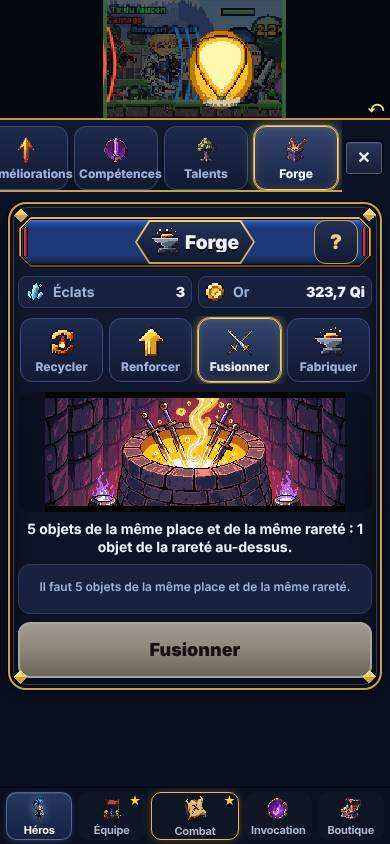 méliorations
Compétences
Talents
Forge
×
Forge
?
Éclats
3
Or
323,7 Qi
Recycler
Renforcer
Fusionner
Fabriquer
5 objets de la même place et de la même rareté : 1
objet de la rareté au-dessus.
Il faut 5 objets de la même place et de la même rareté.
Fusionner
Héros
Équipe
Combat
Invocation
Boutique